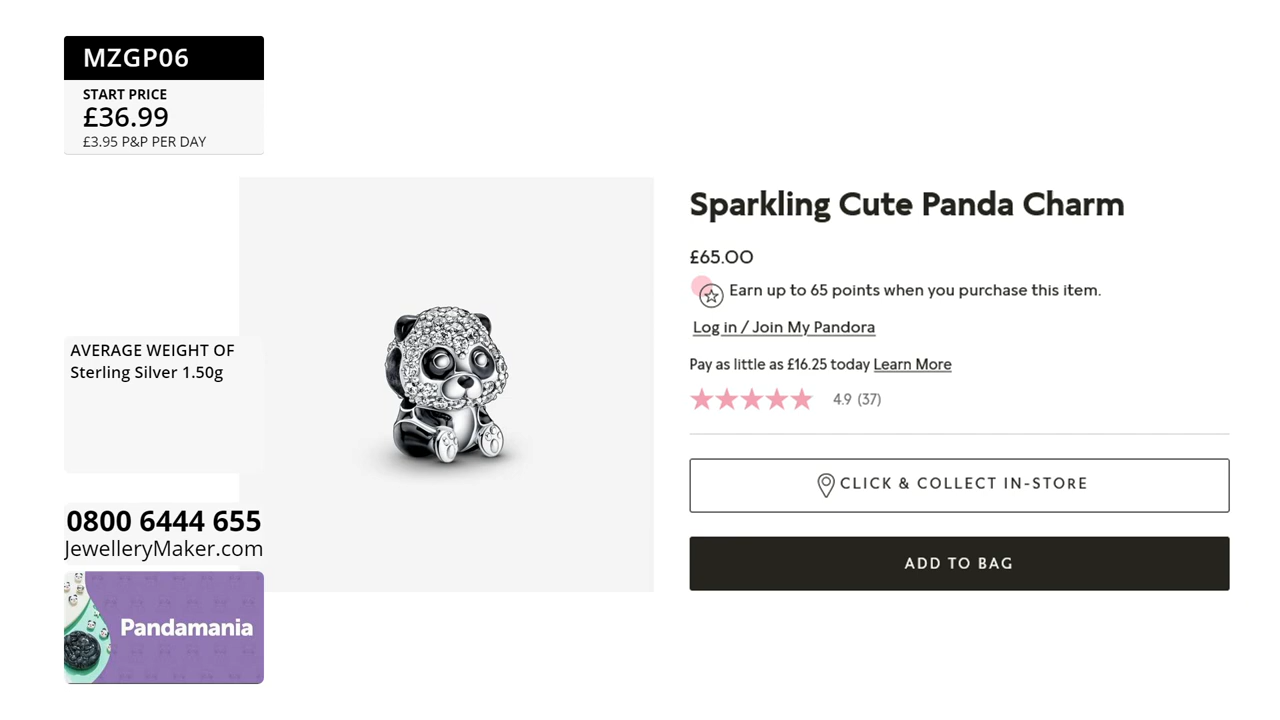 MZGP06
START PRICE
£36.99
£3.95 P&P PER DAY
AVERAGE WEIGHT OF
Sterling Silver 1.50g
0800 6444 655
JewelleryMaker.com
Pandamania
Sparkling Cute Panda Charm
£65.00
Earn up to 65 points when you purchase this item.
Log in / Join My Pandora
Pay as little as £16.25 today Learn More
4.9 (37)
CLICK & COLLECT IN-STORE
ADD TO BAG